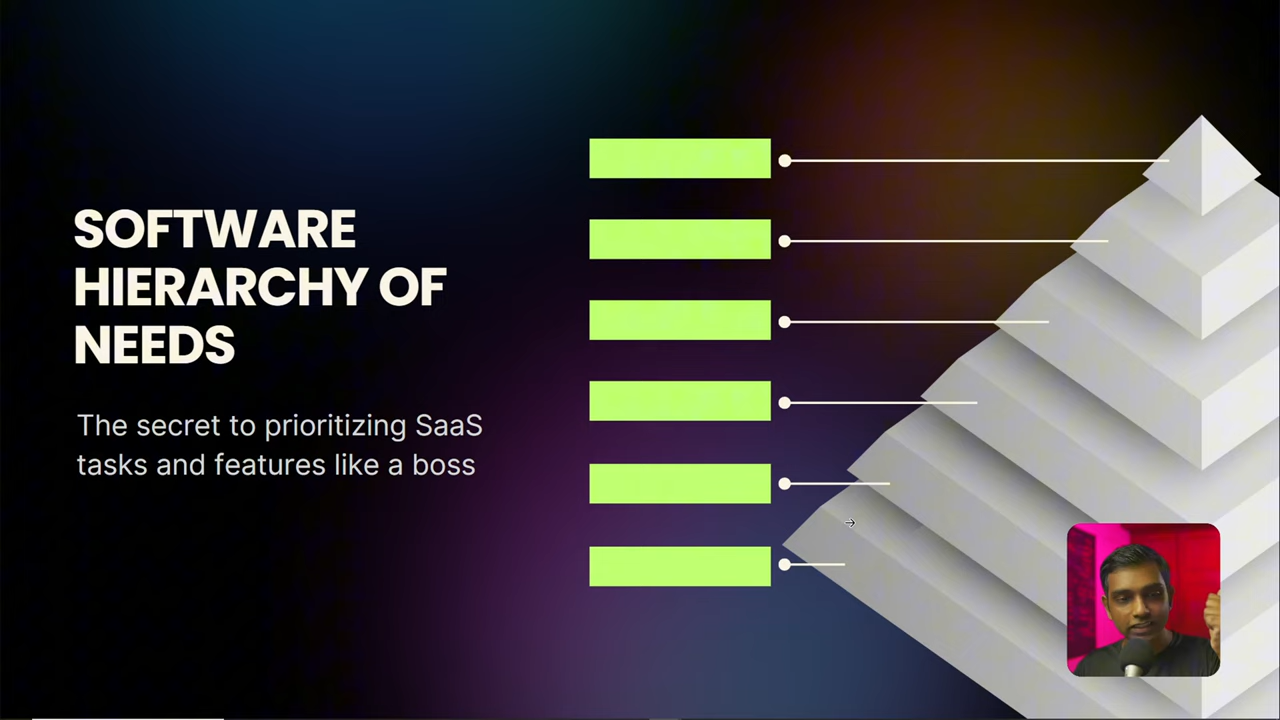 SOFTWARE
HIERARCHY OF
NEEDS
The secret to prioritizing SaaS
tasks and features like a boss